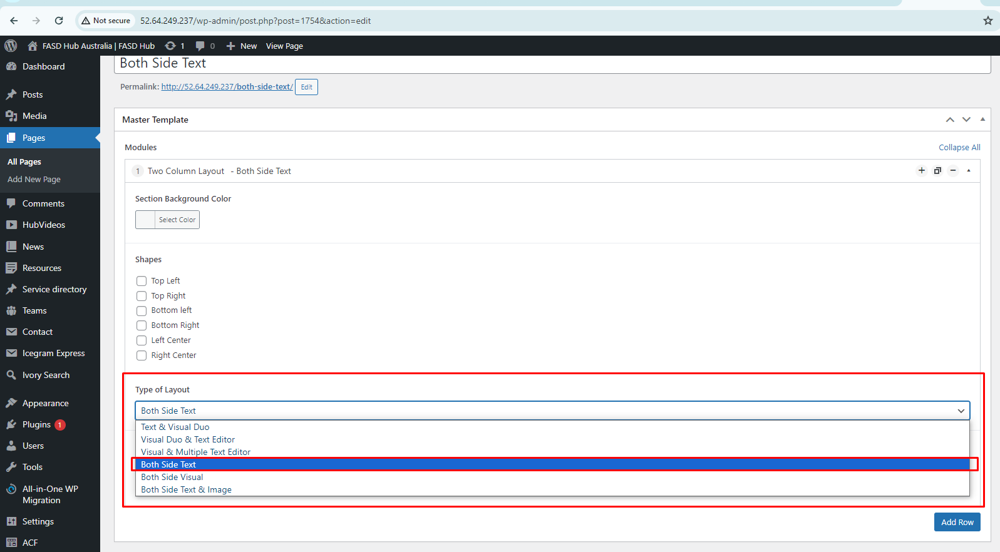 Not secure 52.64.249.237/wp-admin/post.php?post=1754&action=edit
FASD Hub Australia | FASD Hub 1 0 New View Page
Dashboard
Posts
Media
Pages
All Pages
Add New Page
Comments
HubVideos
News
Resources
Service directory
Teams
Contact
Icegram Express
Ivory Search
Appearance
Plugins 1
Users
Tools
All-in-One WP
Migration
Settings
ACF
Both Side Text
Permalink: http://52.64.249.237/both-side-text/ Edit
Master Template
Modules Collapse All
1 Two Column Layout - Both Side Text
Section Background Color
Select Color
Shapes
Top Left
Top Right
Bottom left
Bottom Right
Left Center
Right Center
Type of Layout
Both Side Text
Text & Visual Duo
Visual Duo & Text Editor
Visual & Multiple Text Editor
Both Side Text
Both Side Visual
Both Side Text & Image
Add Row